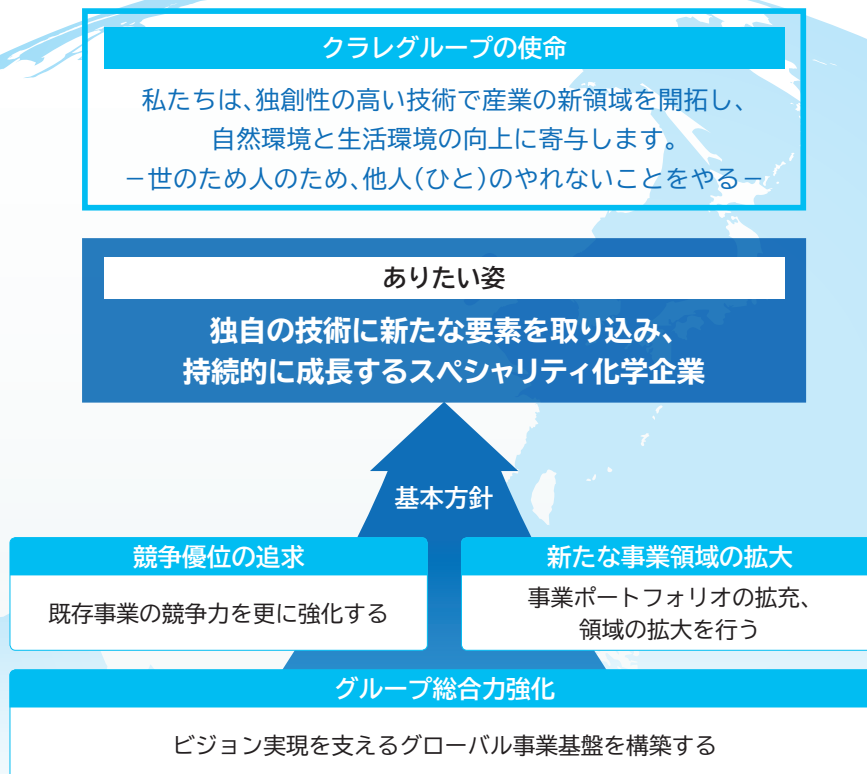 クラレグループの使命
私たちは、独創性の高い技術で産業の新領域を開拓し、
自然環境と生活環境の向上に寄与します。
－世のため人のため、他人(ひと)のやれないことをやる－
ありたい姿
独自の技術に新たな要素を取り込み、
持続的に成長するスペシャリティ化学企業
基本方針
競争優位の追求
既存事業の競争力を更に強化する
新たな事業領域の拡大
事業ポートフォリオの拡充、
領域の拡大を行う
グループ総合力強化
ビジョン実現を支えるグローバル事業基盤を構築する